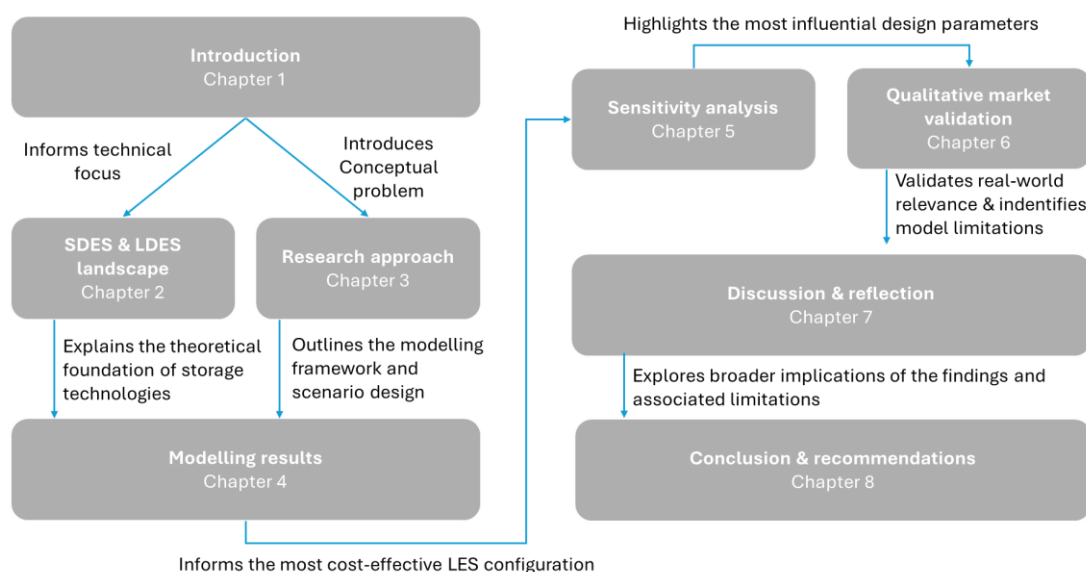 Introduction
Chapter 1
Informs technical
focus
Introduces
Conceptual
problem
SDES & LDES
landscape
Chapter 2
Research approach
Chapter 3
Explains the theoretical
foundation of storage
technologies
Outlines the modelling
framework and
scenario design
Modelling results
Chapter 4
Informs the most cost-effective LES configuration
Highlights the most influential design parameters
Sensitivity analysis
Chapter 5
Qualitative market
validation
Chapter 6
Validates real-world
relevance & indentifies
model limitations
Discussion & reflection
Chapter 7
Explores broader implications of the findings and
associated limitations
Conclusion & recommendations
Chapter 8